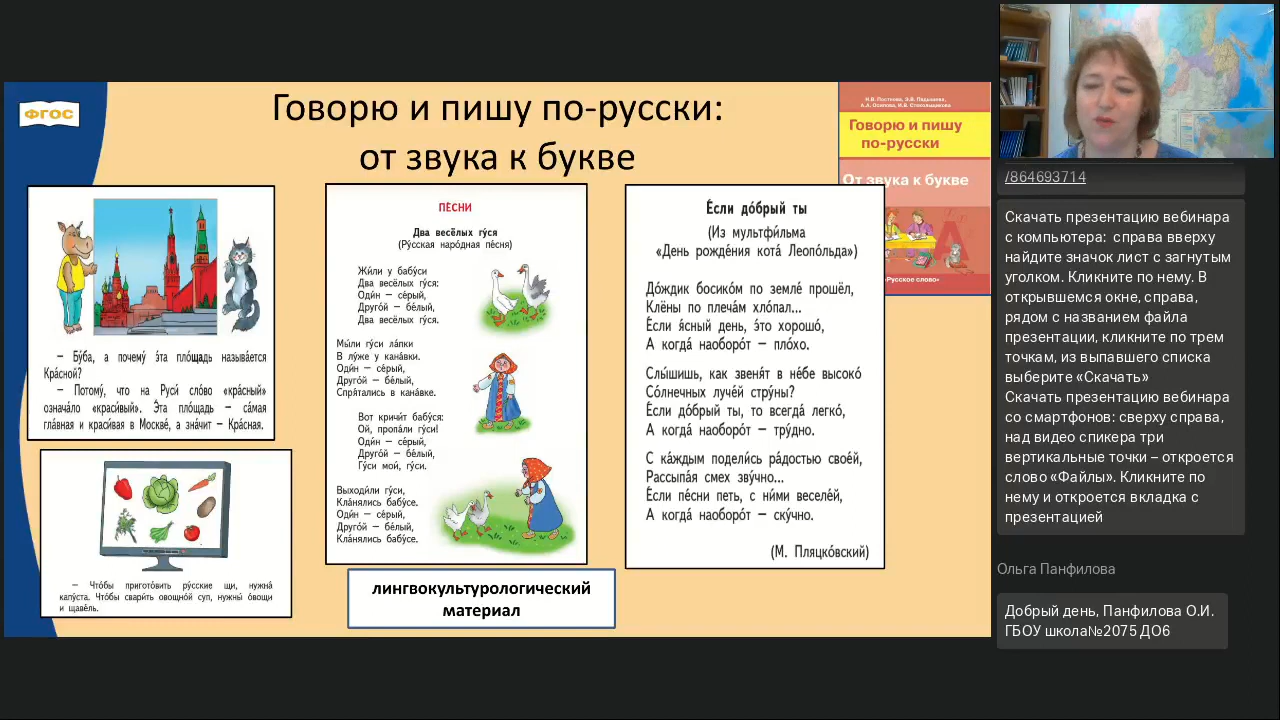 ФГОС
Говорю и пишу по-русски:
от звука к букве
– Бу́ба, а почему́ э́та пло́щадь называ́ется
Кра́сной?
– Потому́, что на Руси́ сло́во «кра́сный»
означа́ло «краси́вый». Э́та пло́щадь – са́мая
гла́вная и краси́вая в Москве́, а зна́чит – Кра́сная.
– Что́бы пригото́вить ру́сские щи, нужна́
капу́ста. Что́бы свари́ть овощно́й суп, нужны́ о́вощи
и щаве́ль.
ПЕ́СНИ
Два весёлых гу́ся
(Ру́сская наро́дная пе́сня)
Жи́ли у бабу́си
Два весёлых гу́ся:
Оди́н – се́рый,
Друго́й – бе́лый,
Два весёлых гу́ся.
Мы́ли гу́си ла́пки
В лу́же у кана́вки.
Оди́н – се́рый,
Друго́й – бе́лый,
Спря́тались в кана́вке.
Вот кричи́т бабу́ся:
Ой, пропа́ли гу́си!
Оди́н – се́рый,
Друго́й – бе́лый,
Гу́си мои́, гу́си.
Выходи́ли гу́си,
Кла́нялись бабу́се.
Оди́н – се́рый,
Друго́й – бе́лый,
Кла́нялись бабу́се.
лингвокультурологический
материал
Е́сли до́брый ты
(Из мультфи́льма
«День рожде́ния кота́ Леопо́льда»)
До́ждик босико́м по земле́ прошёл,
Клёны по плеча́м хло́пал...
Е́сли я́сный день, э́то хорошо́,
А когда́ наоборо́т – пло́хо.
Слы́шишь, как звеня́т в не́бе высоко́
Со́лнечных луче́й стру́ны?
Е́сли до́брый ты, то всегда́ легко́,
А когда́ наоборо́т – тру́дно.
С ка́ждым подели́сь ра́достью свое́й,
Рассыпа́я смех зву́чно...
Е́сли пе́сни петь, с ни́ми веселе́й,
А когда́ наоборо́т – ску́чно.
(М. Пляцко́вский)
Говорю и пишу
по-русски
От звука к букве
«Русское слово»
/864693714
Скачать презентацию вебинара
с компьютера: справа вверху
найдите значок лист с загнутым
уголком. Кликните по нему. В
открывшемся окне, справа,
рядом с названием файла
презентации, кликните по трем
точкам, из выпавшего списка
выберите «Скачать»
Скачать презентацию вебинара
со смартфонов: сверху справа,
над видео спикера три
вертикальные точки – откроется
слово «Файлы». Кликните по
нему и откроется вкладка с
презентацией
Ольга Панфилова
Добрый день, Панфилова О.И.
ГБОУ школа№2075 ДО6